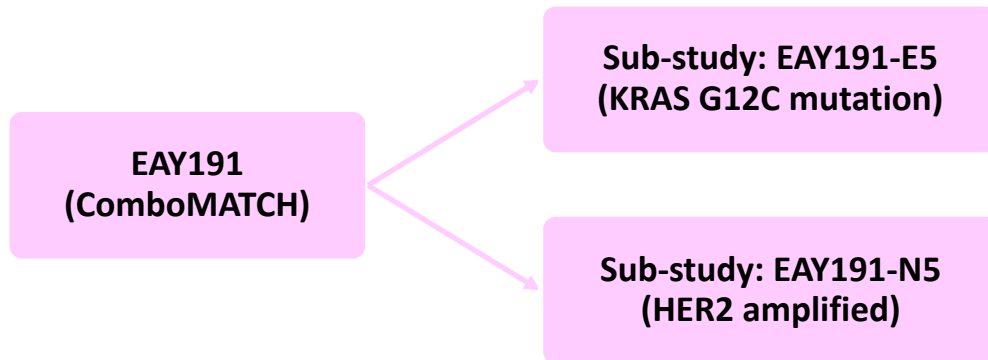 EAY191
(ComboMATCH)
Sub-study: EAY191-E5
(KRAS G12C mutation)
Sub-study: EAY191-N5
(HER2 amplified)